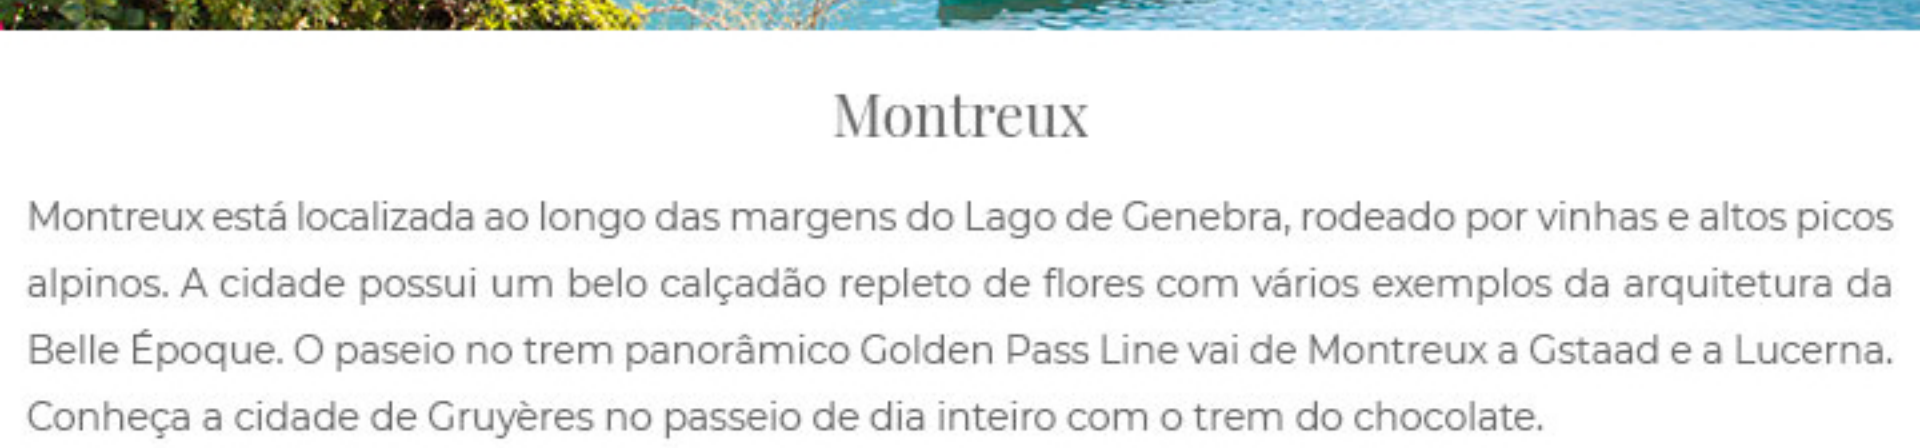 Montreux
Montreux está localizada ao longo das margens do Lago de Genebra, rodeado por vinhas e altos picos
alpinos. A cidade possui um belo calçadão repleto de flores com vários exemplos da arquitetura da
Belle Époque. O paseio no trem panorâmico Golden Pass Line vai de Montreux a Gstaad e a Lucerna.
Conheça a cidade de Gruyères no passeio de dia inteiro com o trem do chocolate.